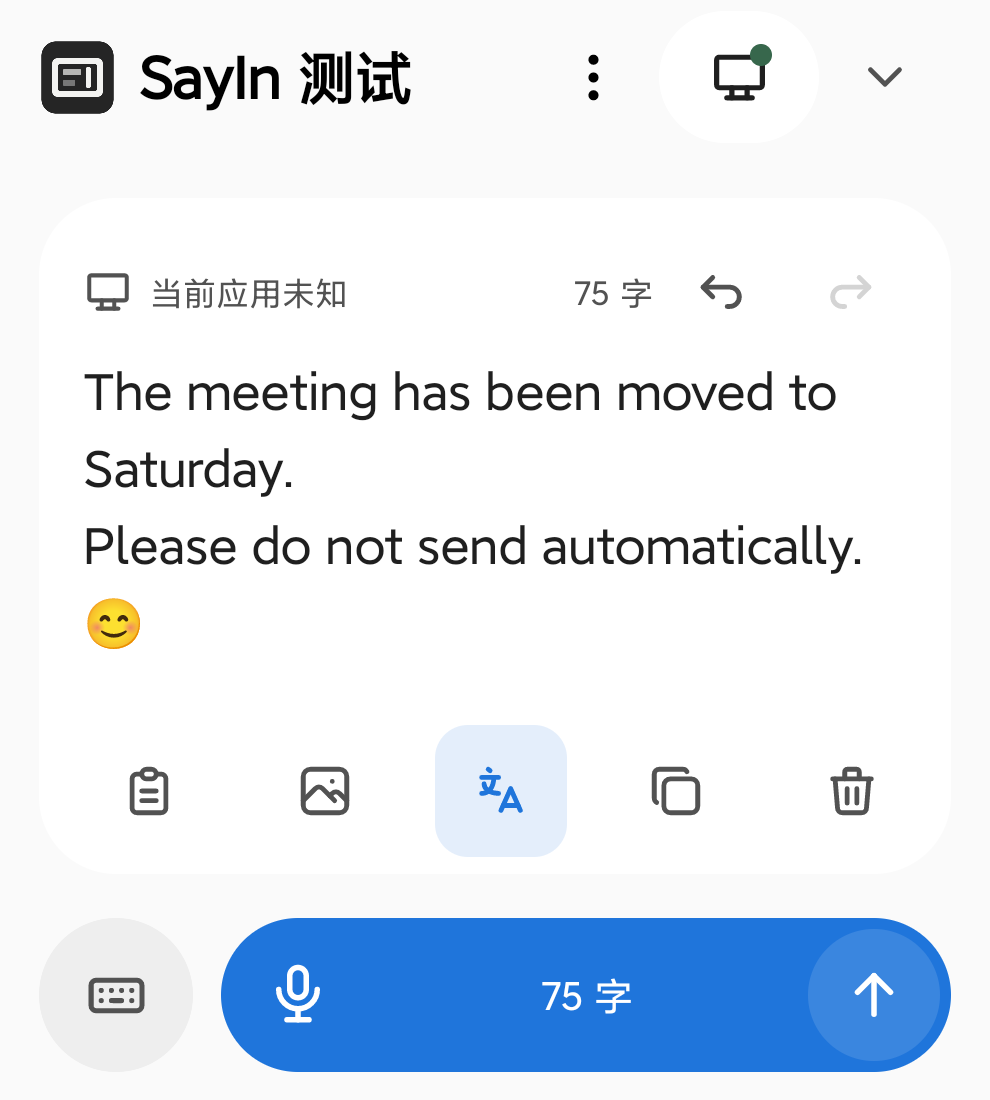 SayIn 测试
当前应用未知 75 字
The meeting has been moved to
Saturday.
Please do not send automatically.
😊
75 字